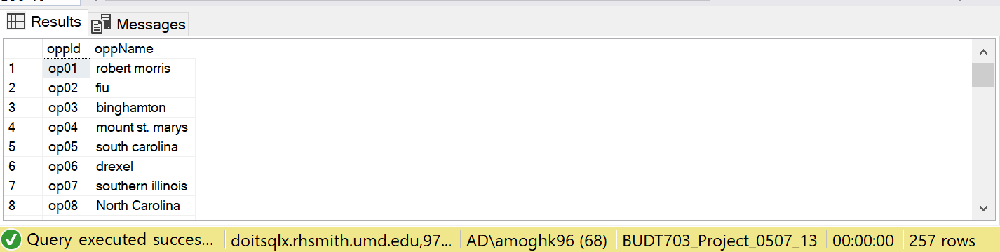 Results Messages
oppId oppName
1 op01 robert morris
2 op02 fiu
3 op03 binghamton
4 op04 mount st. marys
5 op05 south carolina
6 op06 drexel
7 op07 southern illinois
8 op08 North Carolina
Query executed succes... doitsqlx.rhsmith.umd.edu,97... AD\amoghk96 (68) BUDT703_Project_0507_13 00:00:00 257 rows